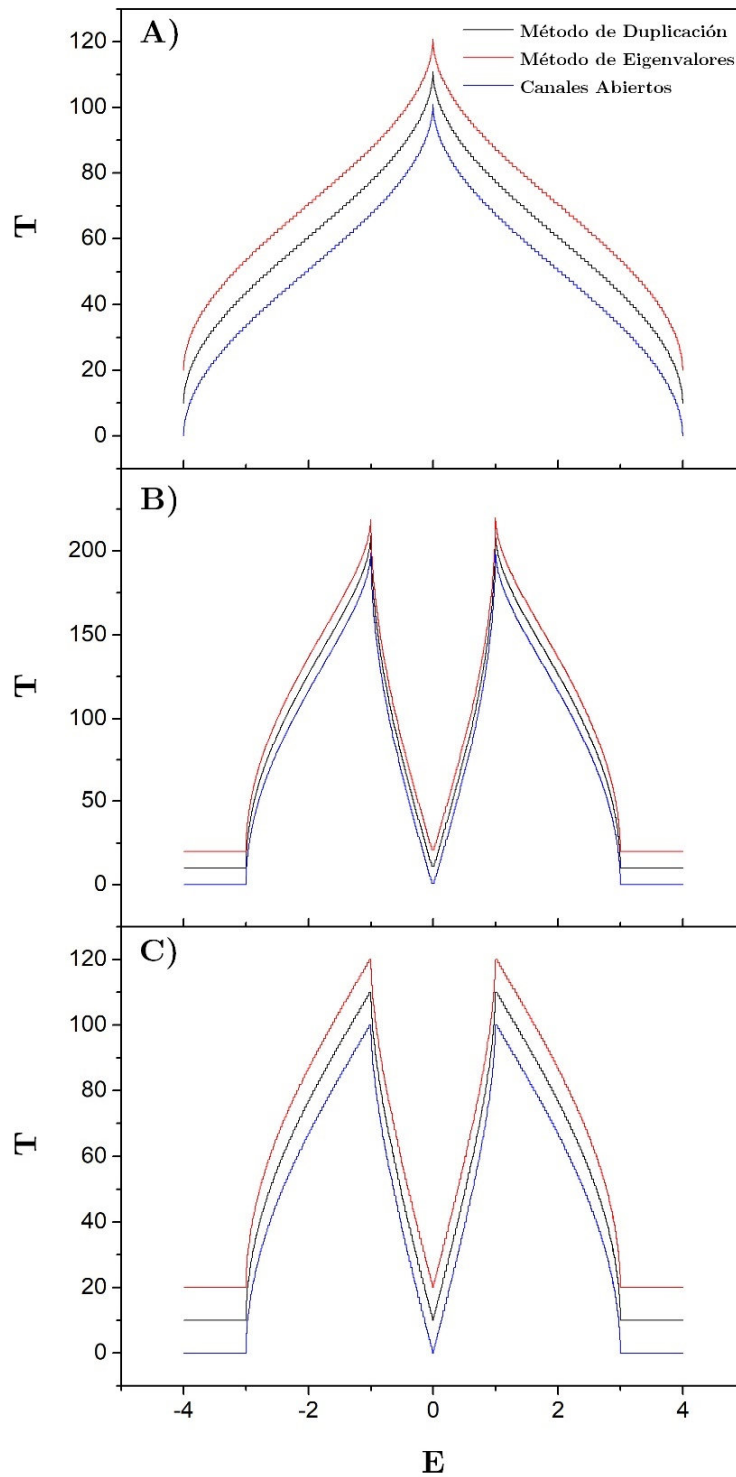 A)
Método de Duplicación
Método de Eigenvalores
Canales Abiertos
120
100
80
60
40
20
0
T
B)
200
150
100
50
0
T
C)
120
100
80
60
40
20
0
T
-4 -2 0 2 4
E